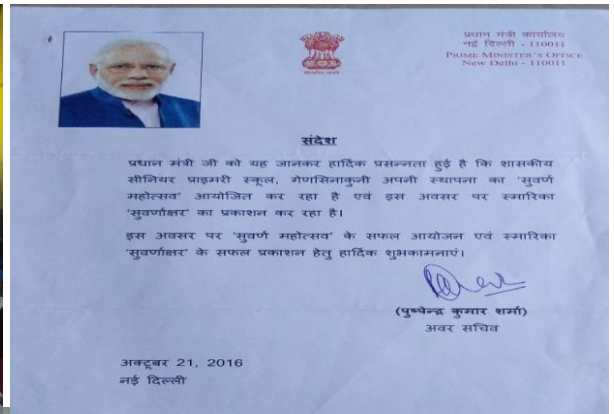 प्रधान मंत्री कार्यालय
नई दिल्ली - 110011
PRIME MINISTER'S OFFICE
New Delhi - 110011
संदेश
प्रधान मंत्री जी को यह जानकर हार्दिक प्रसन्नता हुई है कि शासकीय
सीनियर प्राइमरी स्कूल, गेणसिनाकुनी अपनी स्थापना का 'सुवर्ण
महोत्सव' आयोजित कर रहा है एवं इस अवसर पर स्मारिका
'सुवर्णाक्षर' का प्रकाशन कर रहा है।
इस अवसर पर 'सुवर्ण महोत्सव' के सफल आयोजन एवं स्मारिका
'सुवर्णाक्षर' के सफल प्रकाशन हेतु हार्दिक शुभकामनाएं।
(पुष्पेन्द्र कुमार शर्मा)
अवर सचिव
अक्टूबर 21, 2016
नई दिल्ली